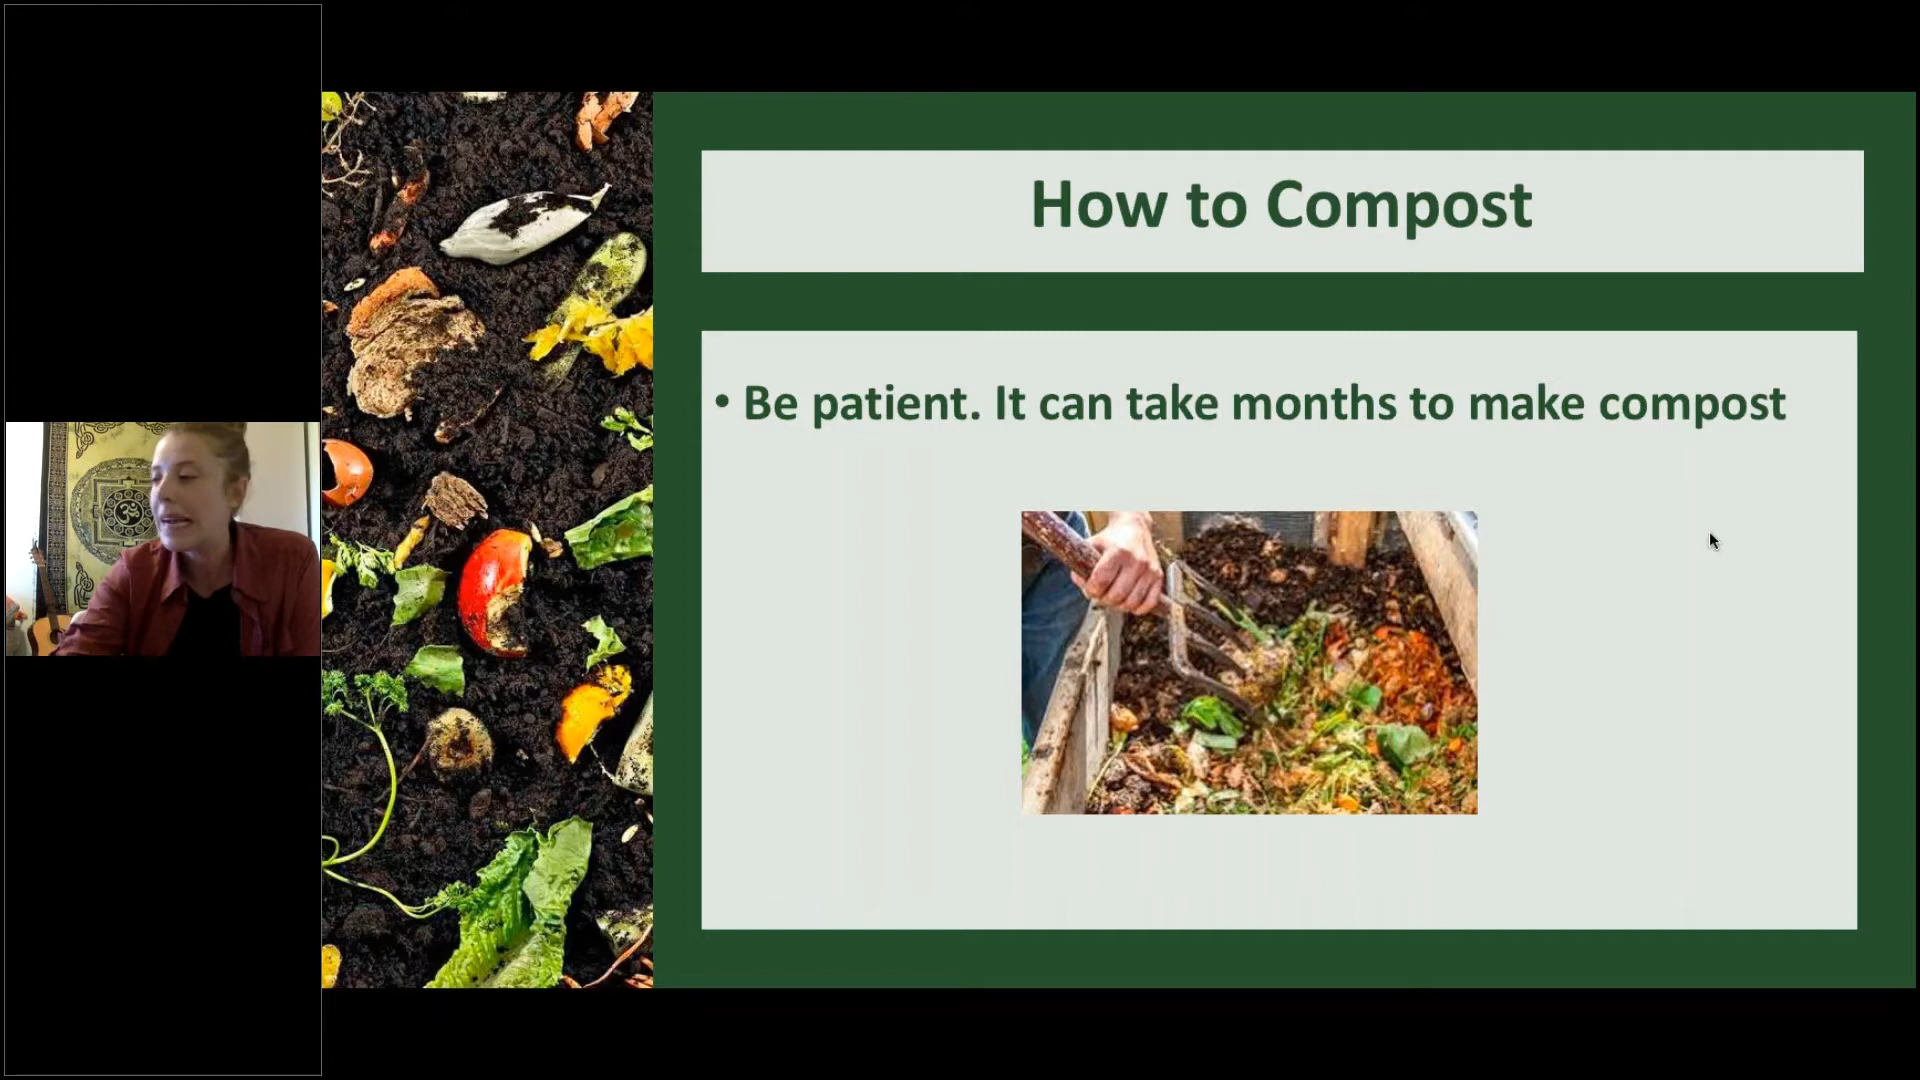 How to Compost
• Be patient. It can take months to make compost
ॐ